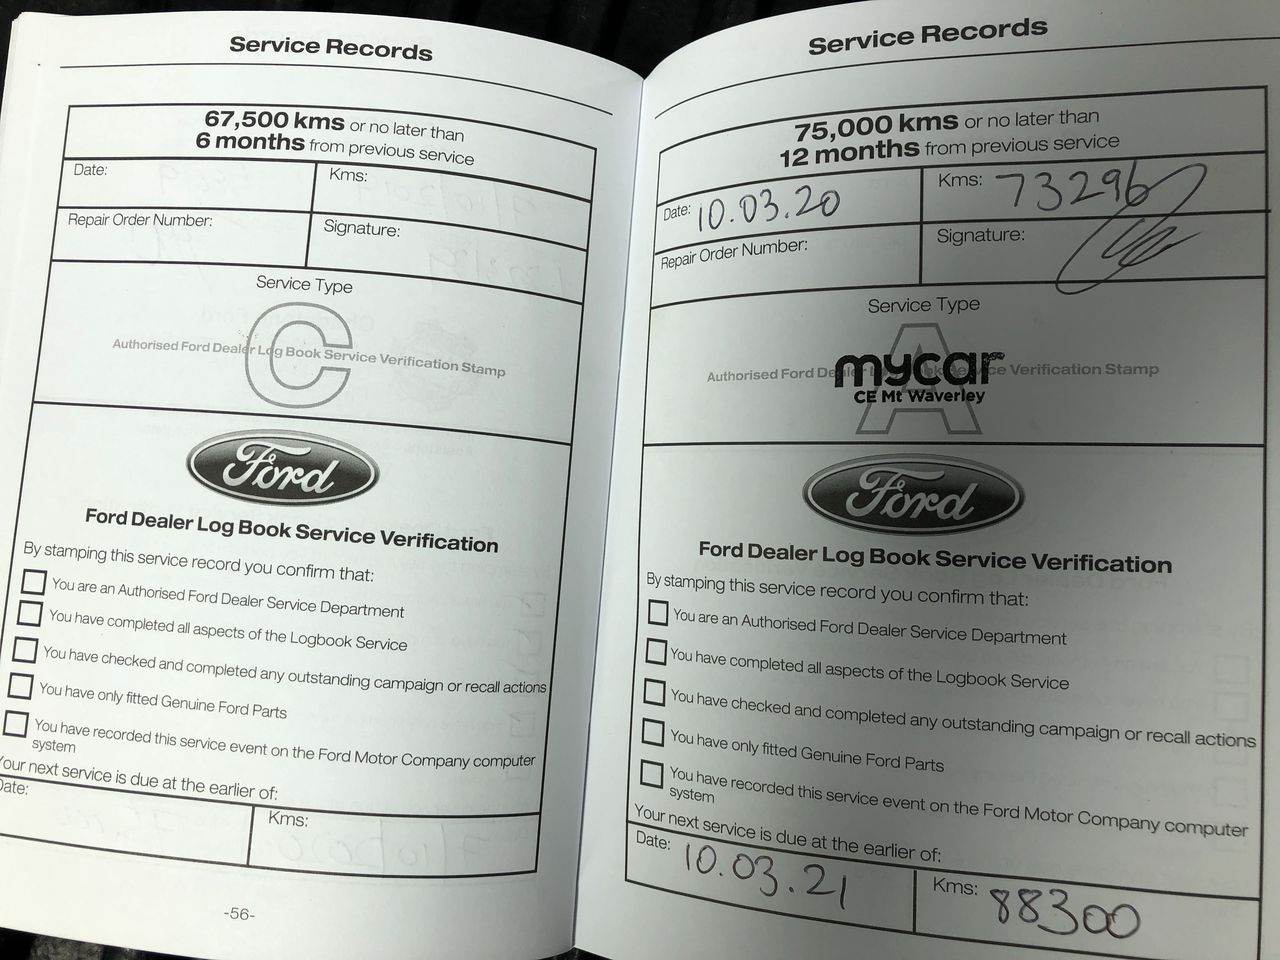 Service Records
67,500 kms or no later than
6 months from previous service
Date:
Kms:
Repair Order Number:
Signature:
Service Type
C
Authorised Ford Dealer Log Book Service Verification Stamp
Ford
Ford Dealer Log Book Service Verification
By stamping this service record you confirm that:
You are an Authorised Ford Dealer Service Department
You have completed all aspects of the Logbook Service
You have checked and completed any outstanding campaign or recall actions
You have only fitted Genuine Ford Parts
You have recorded this service event on the Ford Motor Company computer
system
Your next service is due at the earlier of:
Date:
Kms:
-56-
Service Records
75,000 kms or no later than
12 months from previous service
Date: 10.03.20
Kms: 73296
Repair Order Number:
Signature:
Service Type
A
Authorised Ford Dealer Log Book Service Verification Stamp
mycar
CE Mt Waverley
Ford
Ford Dealer Log Book Service Verification
By stamping this service record you confirm that:
You are an Authorised Ford Dealer Service Department
You have completed all aspects of the Logbook Service
You have checked and completed any outstanding campaign or recall actions
You have only fitted Genuine Ford Parts
You have recorded this service event on the Ford Motor Company computer
system
Your next service is due at the earlier of:
Date: 10.03.21
Kms: 88300